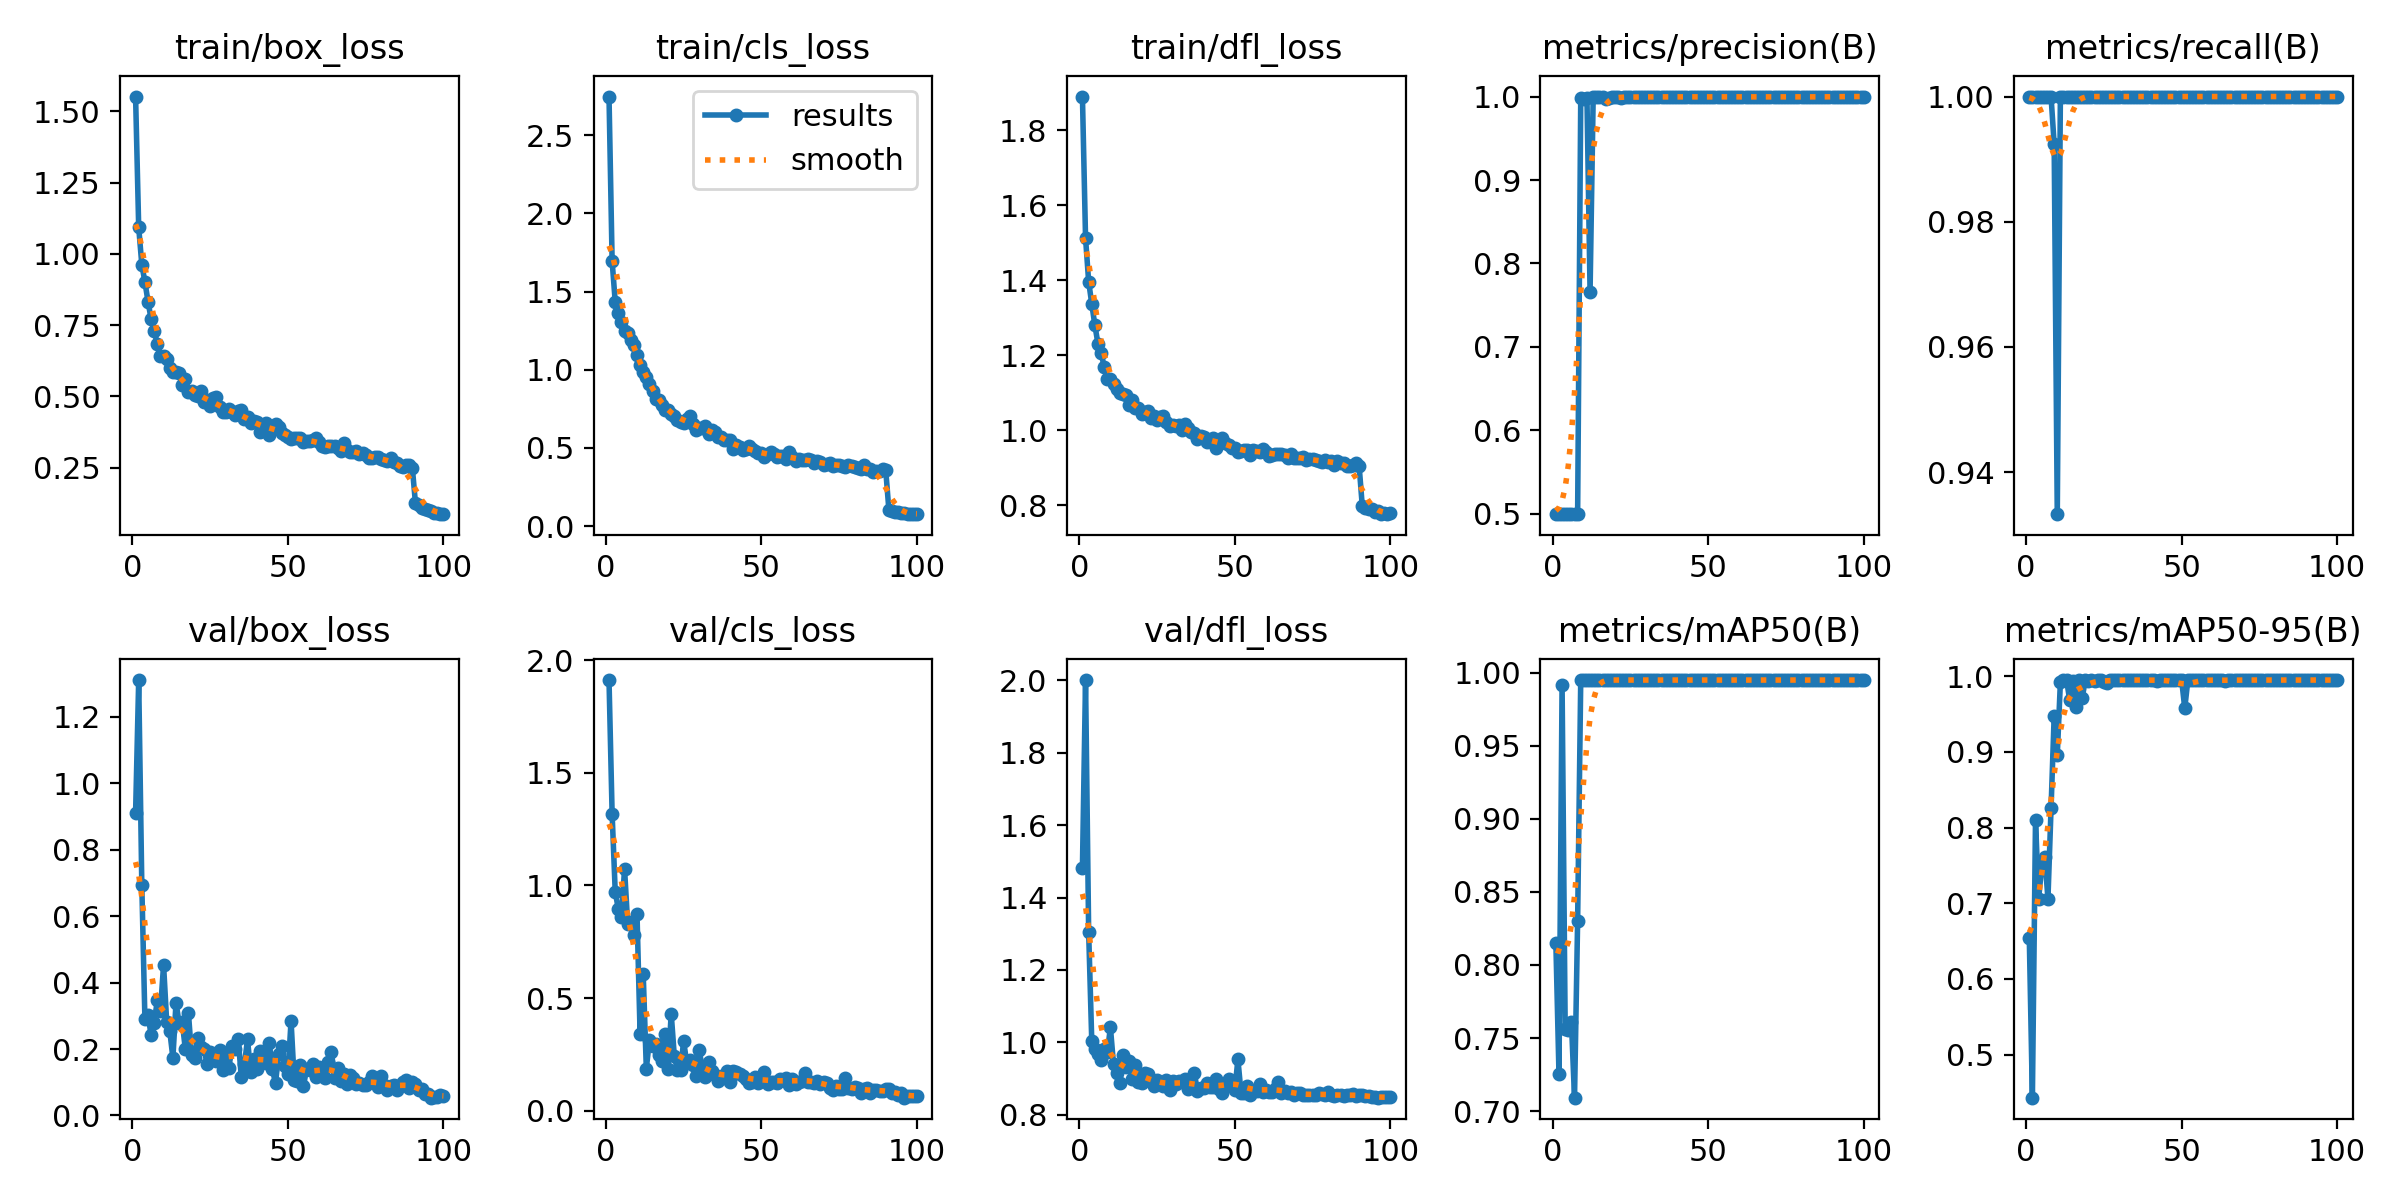 train/box_loss
1.50
1.25
1.00
0.75
0.50
0.25
0 50 100
train/cls_loss
results
smooth
2.5
2.0
1.5
1.0
0.5
0.0
0 50 100
train/dfl_loss
1.8
1.6
1.4
1.2
1.0
0.8
0 50 100
metrics/precision(B)
1.0
0.9
0.8
0.7
0.6
0.5
0 50 100
metrics/recall(B)
1.00
0.98
0.96
0.94
0 50 100
val/box_loss
1.2
1.0
0.8
0.6
0.4
0.2
0.0
0 50 100
val/cls_loss
2.0
1.5
1.0
0.5
0.0
0 50 100
val/dfl_loss
2.0
1.8
1.6
1.4
1.2
1.0
0.8
0 50 100
metrics/mAP50(B)
1.00
0.95
0.90
0.85
0.80
0.75
0.70
0 50 100
metrics/mAP50-95(B)
1.0
0.9
0.8
0.7
0.6
0.5
0 50 100